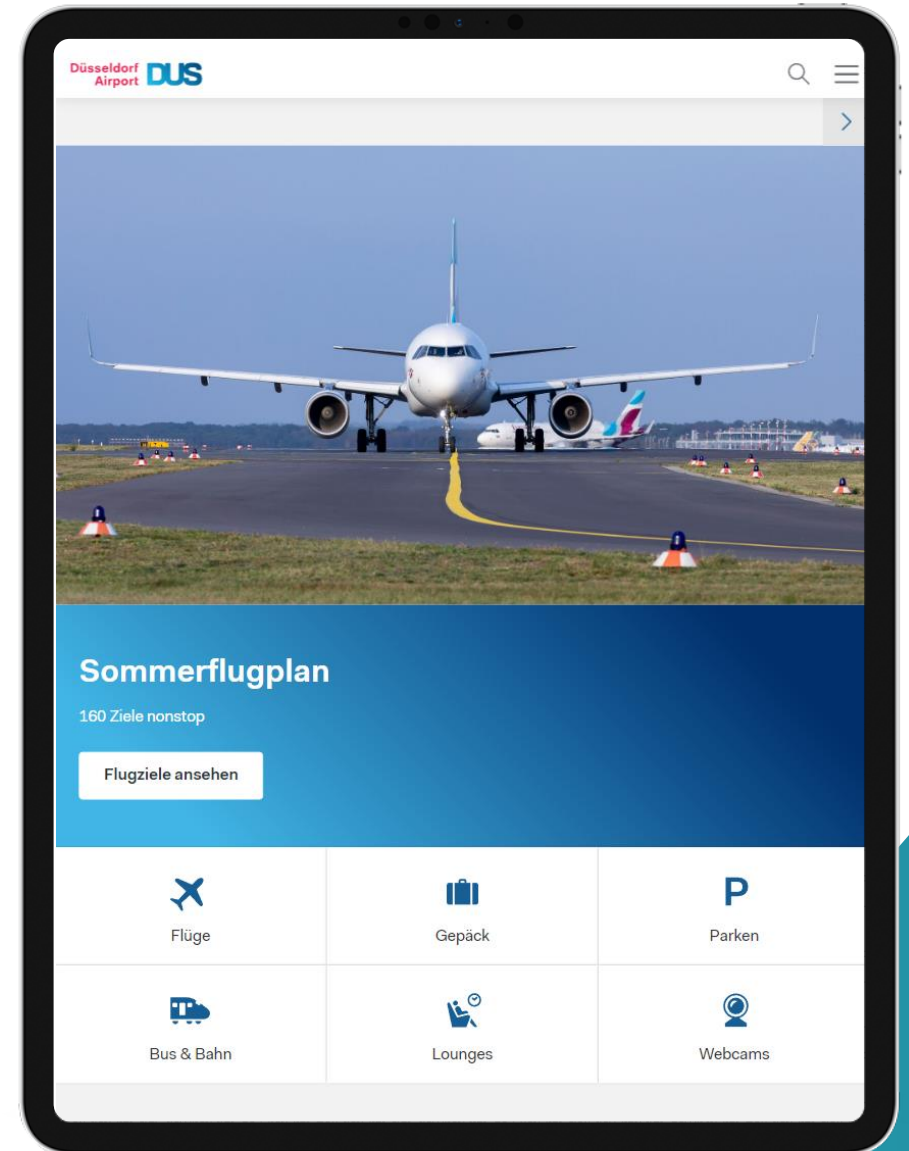 Düsseldorf
Airport DUS
Sommerflugplan
160 Ziele nonstop
Flugziele ansehen
P
Flüge
Gepäck
Parken
Bus & Bahn
Lounges
Webcams